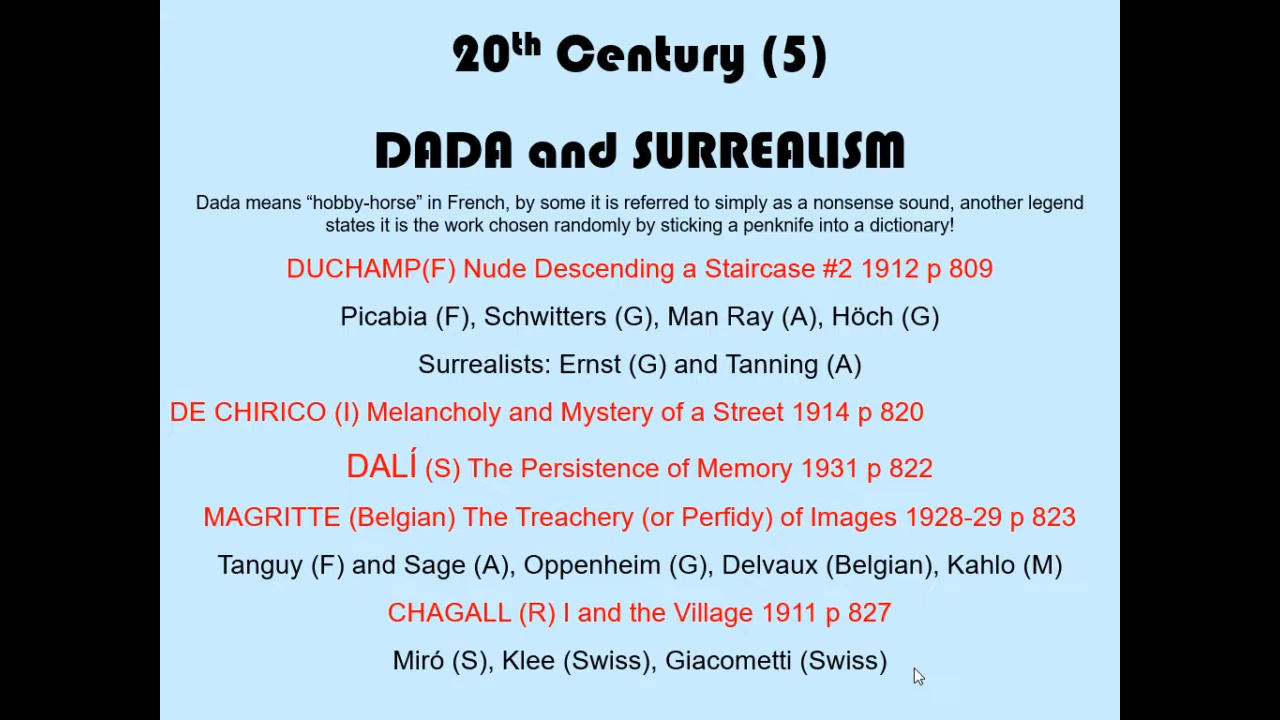 20th Century (5)
DADA and SURREALISM
Dada means “hobby-horse” in French, by some it is referred to simply as a nonsense sound, another legend
states it is the work chosen randomly by sticking a penknife into a dictionary!
DUCHAMP(F) Nude Descending a Staircase #2 1912 p 809
Picabia (F), Schwitters (G), Man Ray (A), Höch (G)
Surrealists: Ernst (G) and Tanning (A)
DE CHIRICO (I) Melancholy and Mystery of a Street 1914 p 820
DALÍ (S) The Persistence of Memory 1931 p 822
MAGRITTE (Belgian) The Treachery (or Perfidy) of Images 1928-29 p 823
Tanguy (F) and Sage (A), Oppenheim (G), Delvaux (Belgian), Kahlo (M)
CHAGALL (R) I and the Village 1911 p 827
Miró (S), Klee (Swiss), Giacometti (Swiss)